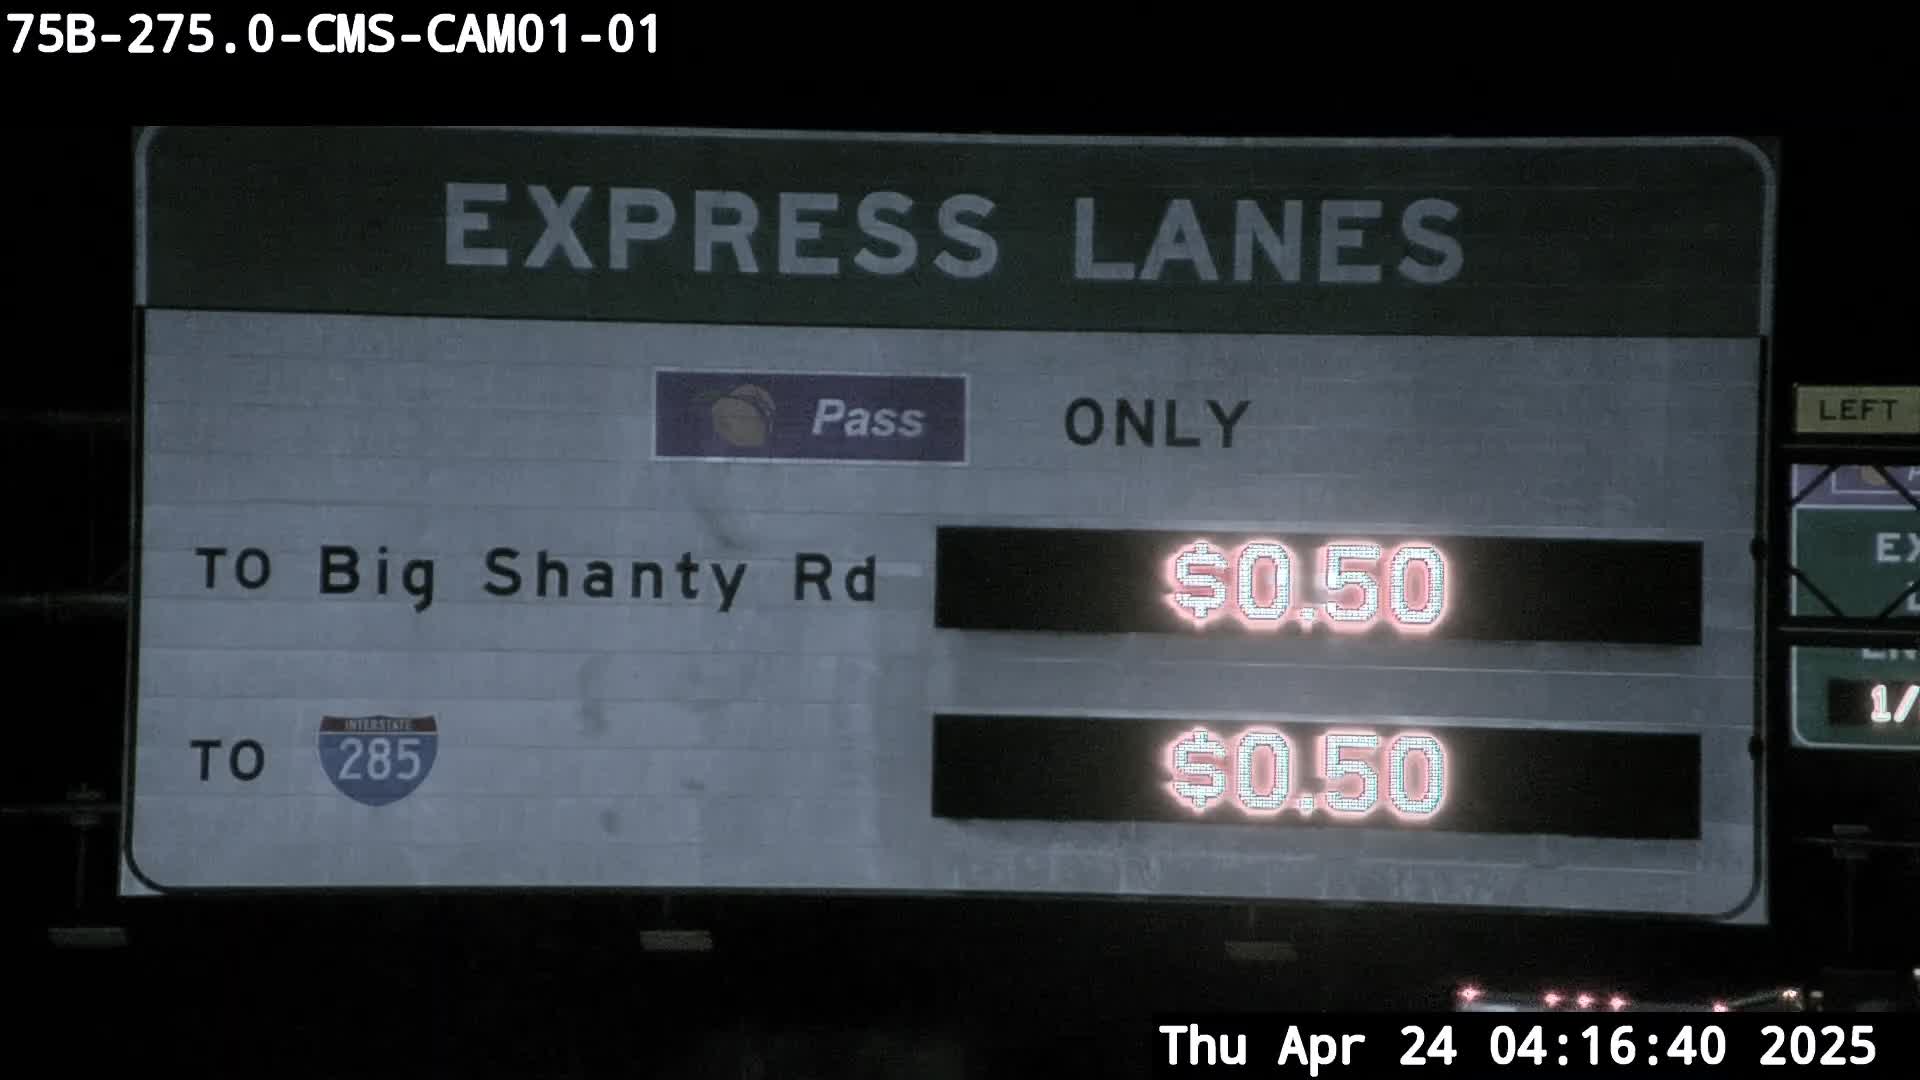 75B-275.0-CMS-CAM01-01
EXPRESS LANES
Pass ONLY
TO Big Shanty Rd $0.50
TO INTERSTATE 285 $0.50
LEFT
1/
Thu Apr 24 04:16:40 2025